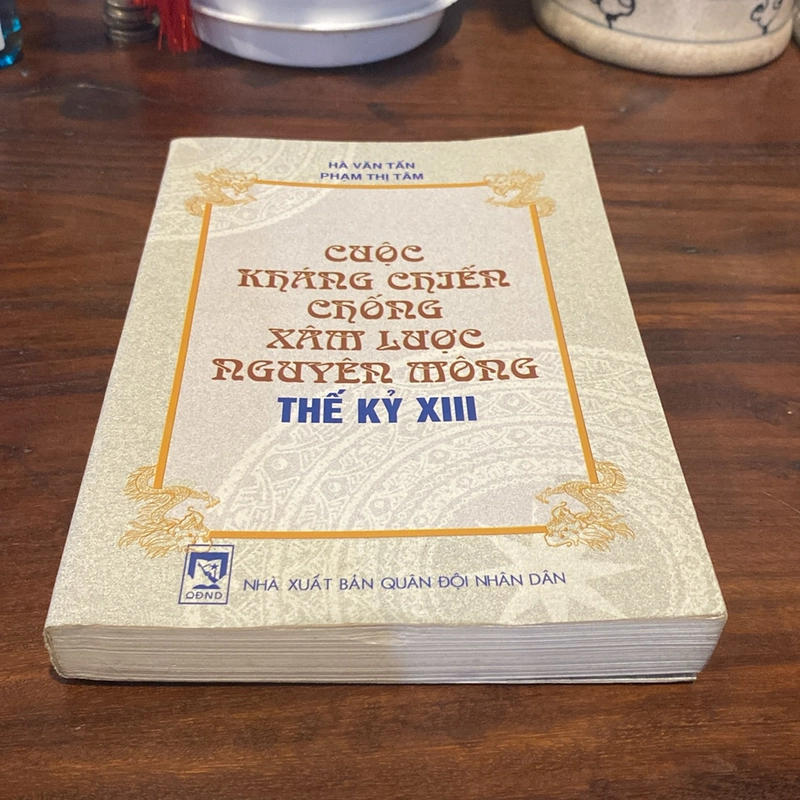 HÀ VĂN TẤN
PHẠM THỊ TÂM
CUỘC
KHÁNG CHIẾN
CHỐNG
XÂM LƯỢC
NGUYÊN MÔNG
THẾ KỶ XIII
QĐND
NHÀ XUẤT BẢN QUÂN ĐỘI NHÂN DÂN